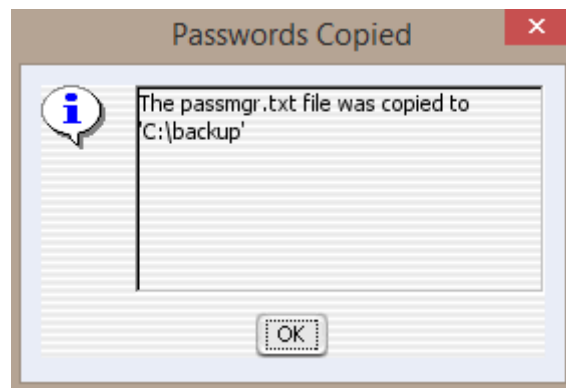 Passwords Copied
The passmgr.txt file was copied to
'C:\backup'
OK